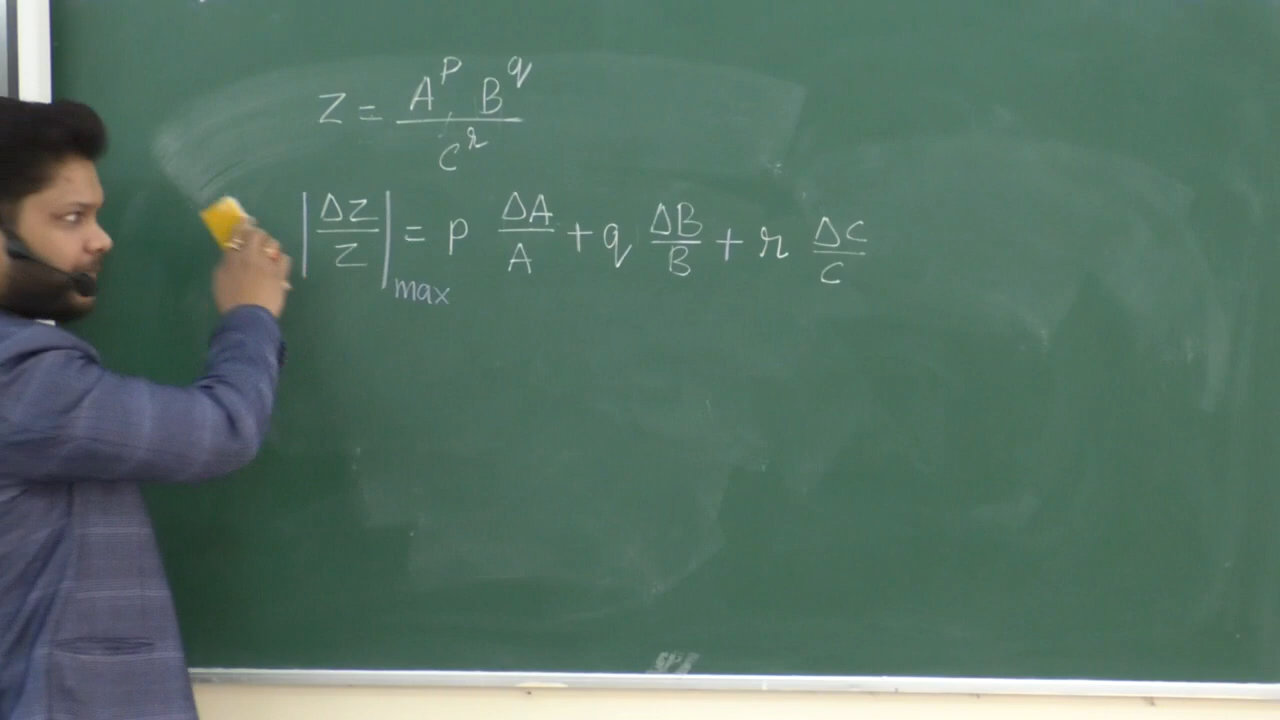 Z = A^p B^q / C^r
|ΔZ/Z|max = p ΔA/A + q ΔB/B + r ΔC/C